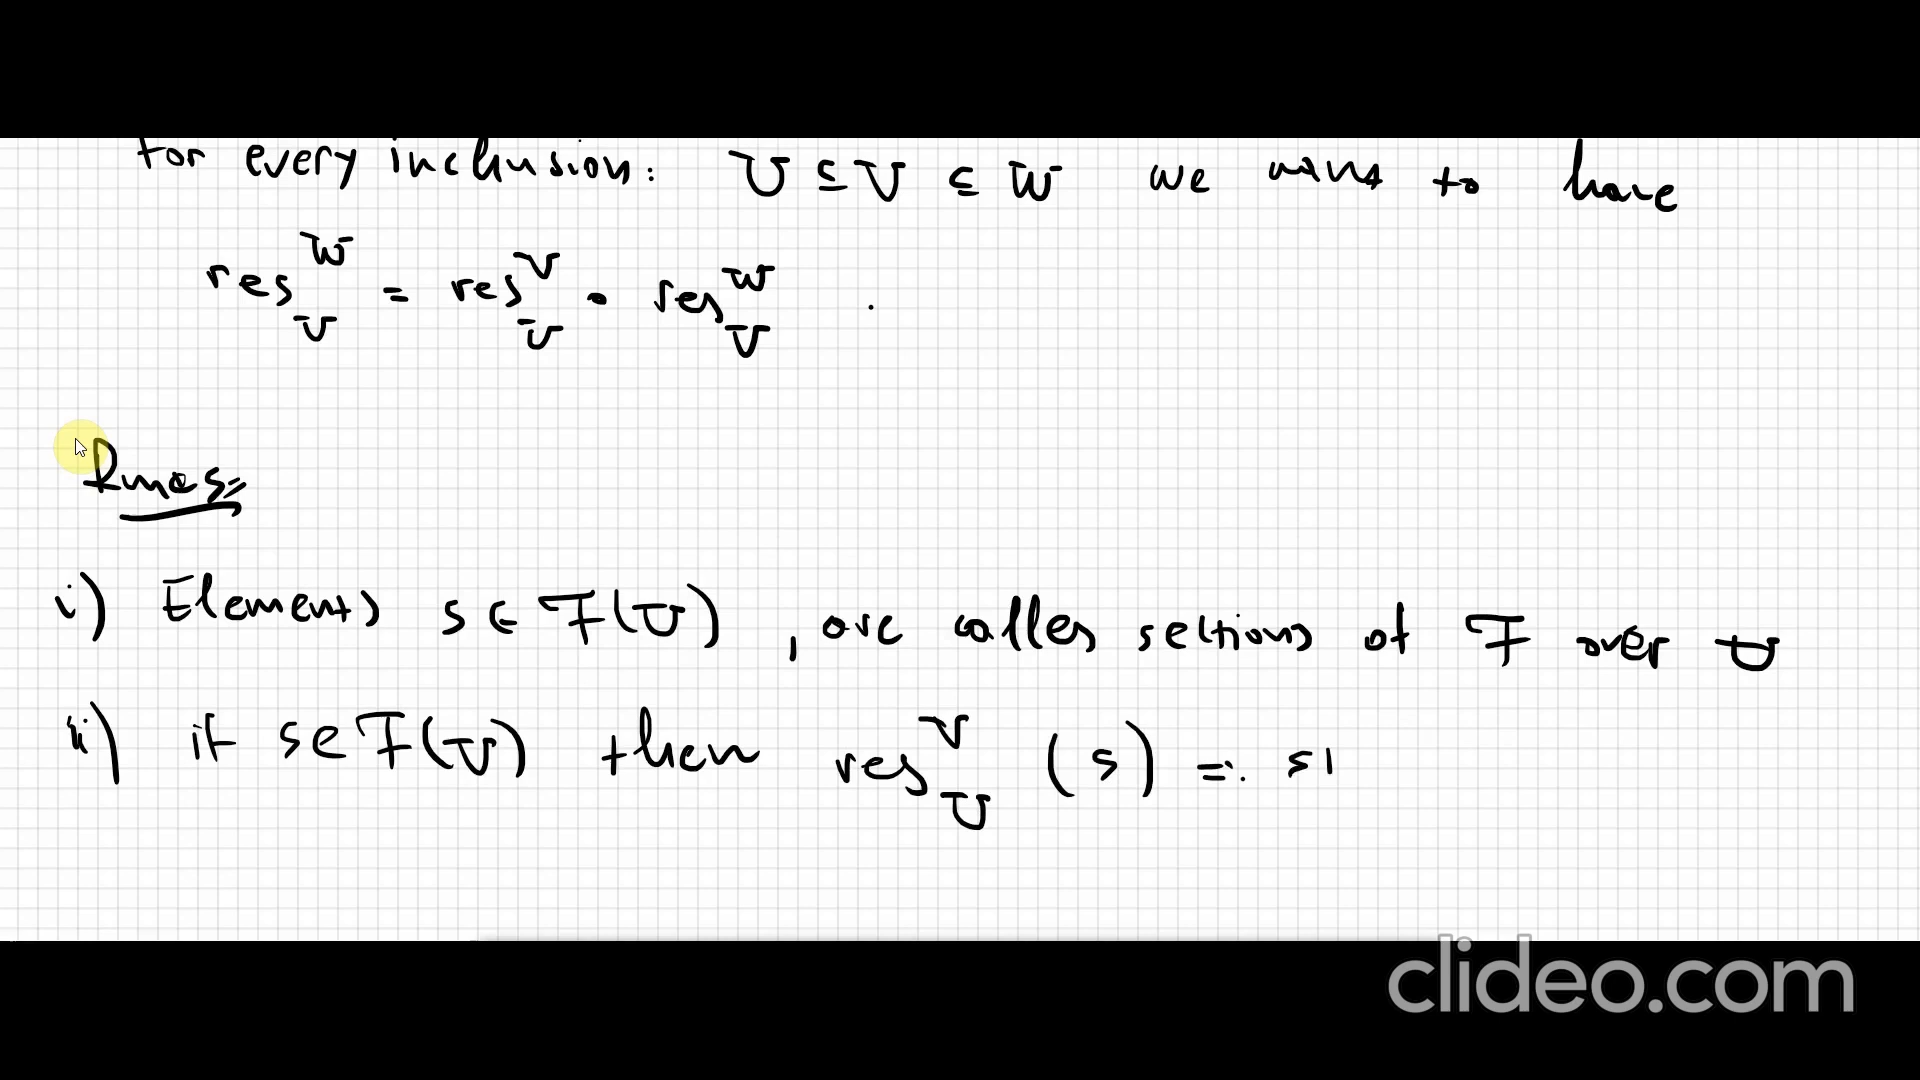 for every inclusion: U ⊆ V ⊆ W we want to have
res^W_U = res^V_U ∘ res^W_V .
i) Elements s ∈ F(U), are called sections of F over U
ii) if s ∈ F(V) then res^V_U (s) =: s|
clideo.com